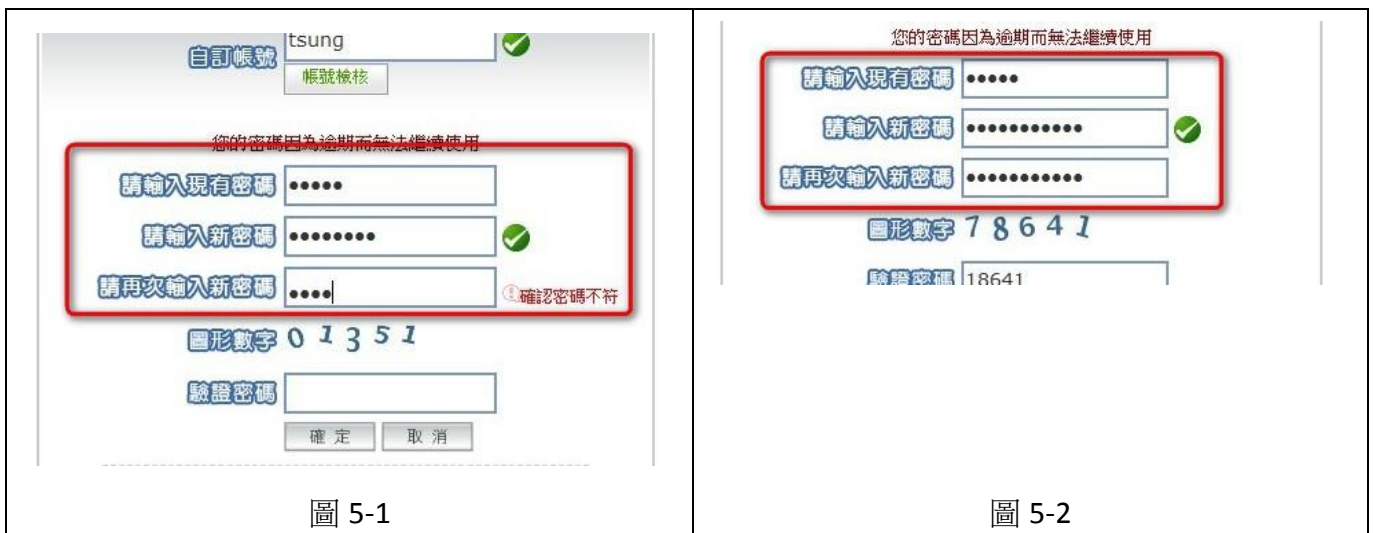 自訂帳號 tsung
帳號檢核
您的密碼因為逾期而無法繼續使用
請輸入現有密碼 •••••
請輸入新密碼 ••••••••
請再次輸入新密碼 •••• 確認密碼不符
圖形數字 0 1 3 5 1
驗證密碼
確 定 取 消
圖 5-1
您的密碼因為逾期而無法繼續使用
請輸入現有密碼 •••••
請輸入新密碼 •••••••••••
請再次輸入新密碼 •••••••••••
圖形數字 7 8 6 4 1
驗證密碼 18641
圖 5-2